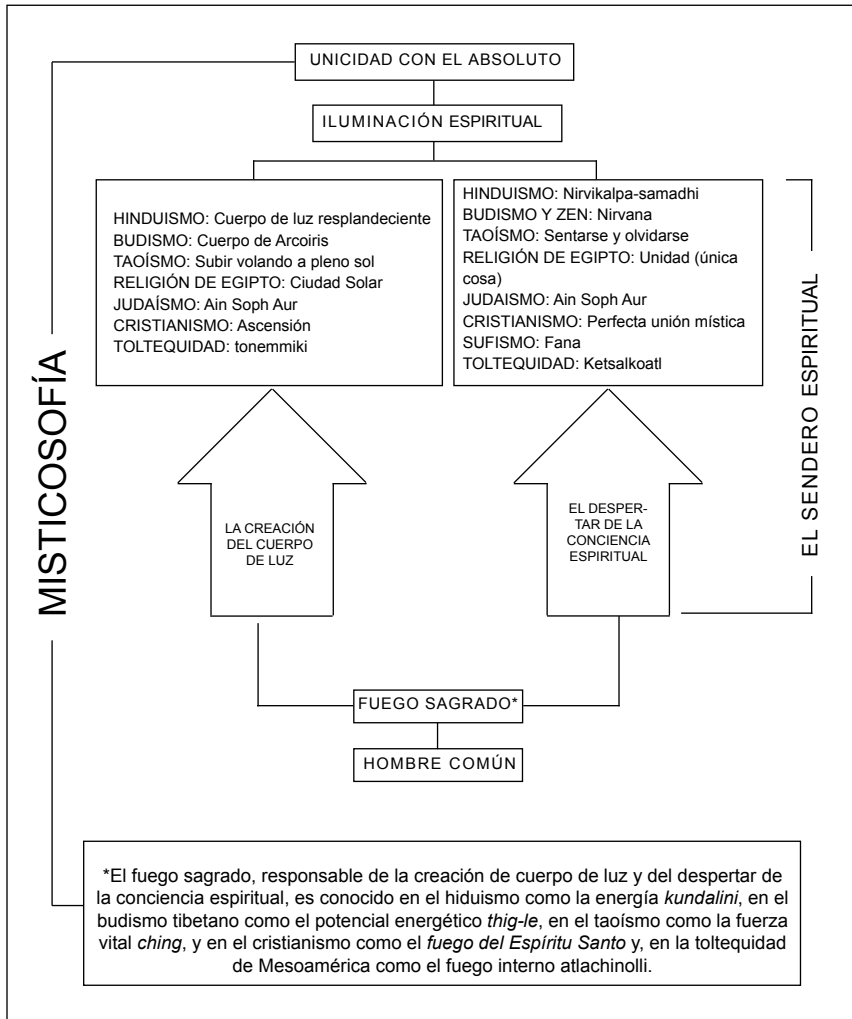 UNICIDAD CON EL ABSOLUTO
ILUMINACIÓN ESPIRITUAL
HINDUISMO: Cuerpo de luz resplandeciente
BUDISMO: Cuerpo de Arcoiris
TAOÍSMO: Subir volando a pleno sol
RELIGIÓN DE EGIPTO: Ciudad Solar
JUDAÍSMO: Ain Soph Aur
CRISTIANISMO: Ascensión
TOLTEQUIDAD: tonemmiki
HINDUISMO: Nirvikalpa-samadhi
BUDISMO Y ZEN: Nirvana
TAOÍSMO: Sentarse y olvidarse
RELIGIÓN DE EGIPTO: Unidad (única
cosa)
JUDAISMO: Ain Soph Aur
CRISTIANISMO: Perfecta unión mística
SUFISMO: Fana
TOLTEQUIDAD: Ketsalkoatl
MISTICOSOFÍA
EL SENDERO ESPIRITUAL
LA CREACIÓN
DEL CUERPO
DE LUZ
EL DESPER-
TAR DE LA
CONCIENCIA
ESPIRITUAL
FUEGO SAGRADO*
HOMBRE COMÚN
*El fuego sagrado, responsable de la creación de cuerpo de luz y del despertar de
la conciencia espiritual, es conocido en el hiduismo como la energía kundalini, en el
budismo tibetano como el potencial energético thig-le, en el taoísmo como la fuerza
vital ching, y en el cristianismo como el fuego del Espíritu Santo y, en la toltequidad
de Mesoamérica como el fuego interno atlachinolli.